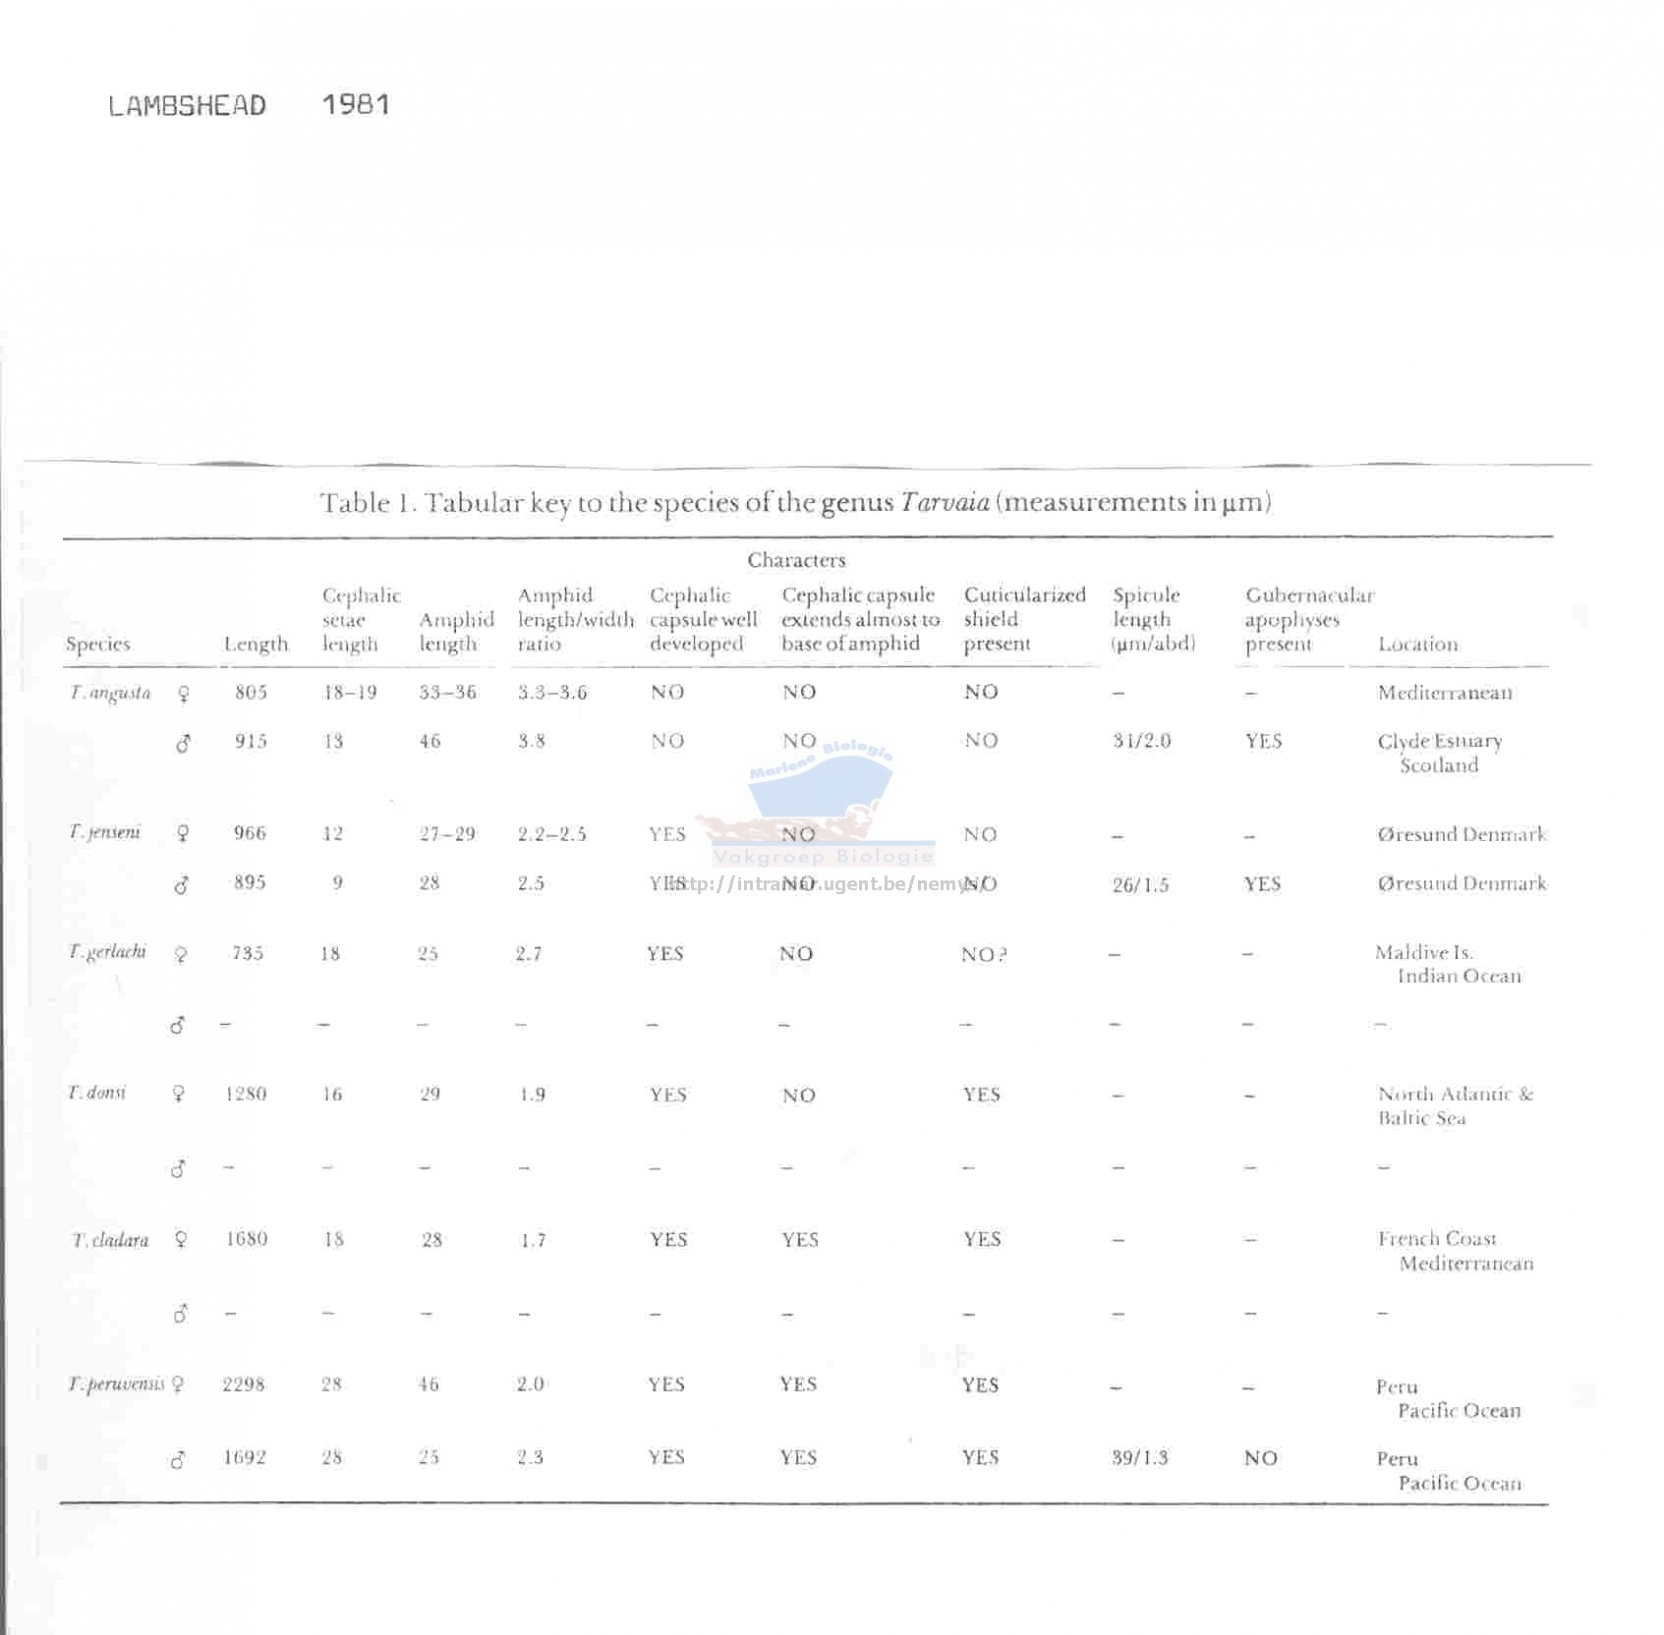 LAMBSHEAD 1981
Table 1. Tabular key to the species of the genus Tarvaia (measurements in µm)
Characters
Species Length Cephalic setae length Amphid length Amphid length/width ratio Cephalic capsule well developed Cephalic capsule extends almost to base of amphid Cuticularized shield present Spicule length (µm/abd) Gubernacular apophyses present Location
T. angusta ♀ 805 18–19 33–36 3.3–3.6 NO NO NO – – Mediterranean
♂ 915 13 46 3.8 NO NO NO 31/2.0 YES Clyde Estuary
Scotland
Mariene Biologie
T. jenseni ♀ 966 12 27–29 2.2–2.5 YES NO NO – – Øresund Denmark
Vakgroep Biologie
♂ 895 9 28 2.5 YES NO NO 26/1.5 YES Øresund Denmark
http://intramar.ugent.be/nemys/
T. gerlachi ♀ 735 18 25 2.7 YES NO NO? – – Maldive Is.
Indian Ocean
♂ – – – – – – – – – –
T. donsi ♀ 1280 16 29 1.9 YES NO YES – – North Atlantic &
Baltic Sea
♂ – – – – – – – – – –
T. cladara ♀ 1680 18 28 1.7 YES YES YES – – French Coast
Mediterranean
♂ – – – – – – – – – –
T. peruvensis ♀ 2298 28 46 2.0 YES YES YES – – Peru
Pacific Ocean
♂ 1692 28 25 2.3 YES YES YES 39/1.3 NO Peru
Pacific Ocean